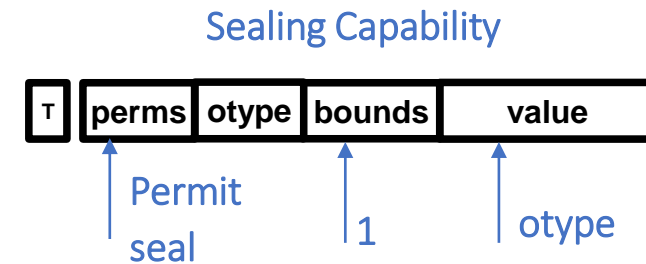 Sealing Capability
T perms otype bounds value
Permit
seal
1
otype